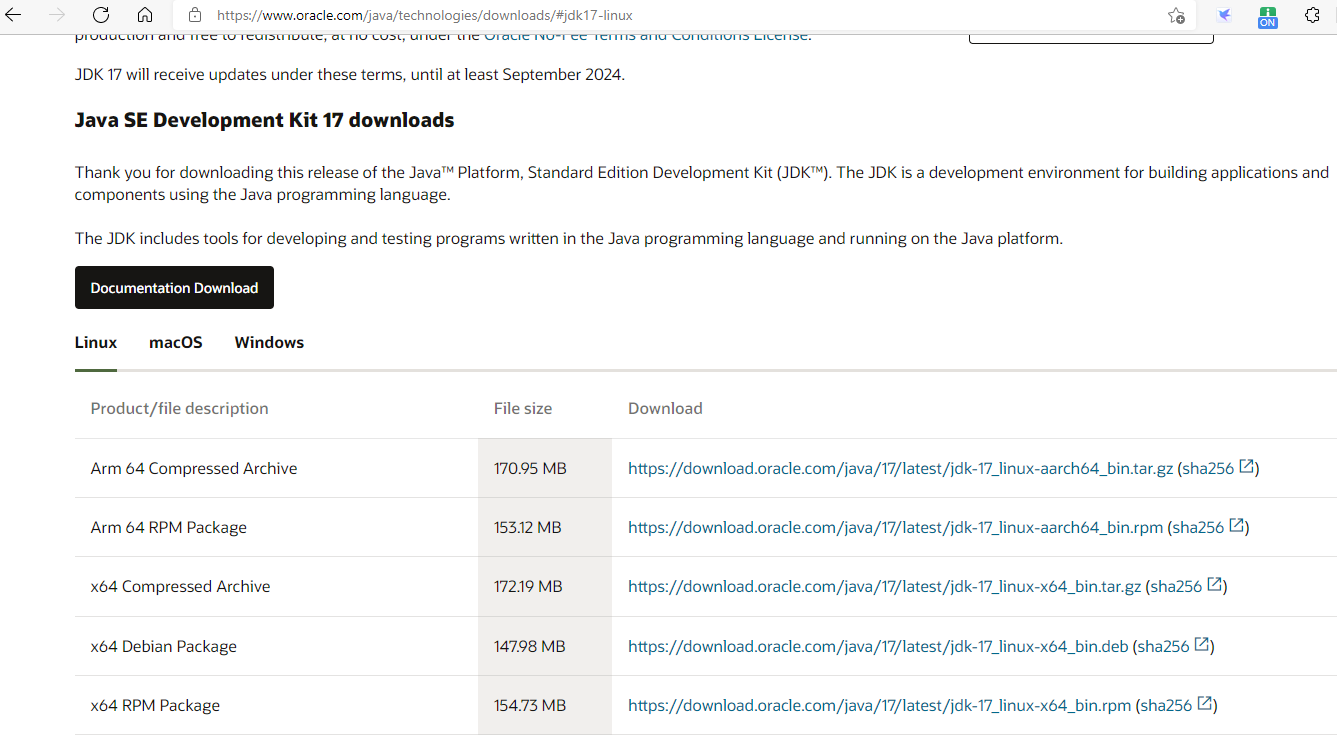 https://www.oracle.com/java/technologies/downloads/#jdk17-linux
ON
production and free to redistribute, at no cost, under the Oracle No-Fee Terms and Conditions License.
JDK 17 will receive updates under these terms, until at least September 2024.
Java SE Development Kit 17 downloads
Thank you for downloading this release of the Java™ Platform, Standard Edition Development Kit (JDK™). The JDK is a development environment for building applications and
components using the Java programming language.
The JDK includes tools for developing and testing programs written in the Java programming language and running on the Java platform.
Documentation Download
Linux macOS Windows
Product/file description File size Download
Arm 64 Compressed Archive 170.95 MB https://download.oracle.com/java/17/latest/jdk-17_linux-aarch64_bin.tar.gz (sha256)
Arm 64 RPM Package 153.12 MB https://download.oracle.com/java/17/latest/jdk-17_linux-aarch64_bin.rpm (sha256)
x64 Compressed Archive 172.19 MB https://download.oracle.com/java/17/latest/jdk-17_linux-x64_bin.tar.gz (sha256)
x64 Debian Package 147.98 MB https://download.oracle.com/java/17/latest/jdk-17_linux-x64_bin.deb (sha256)
x64 RPM Package 154.73 MB https://download.oracle.com/java/17/latest/jdk-17_linux-x64_bin.rpm (sha256)